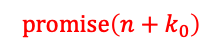 promise(n + k₀)